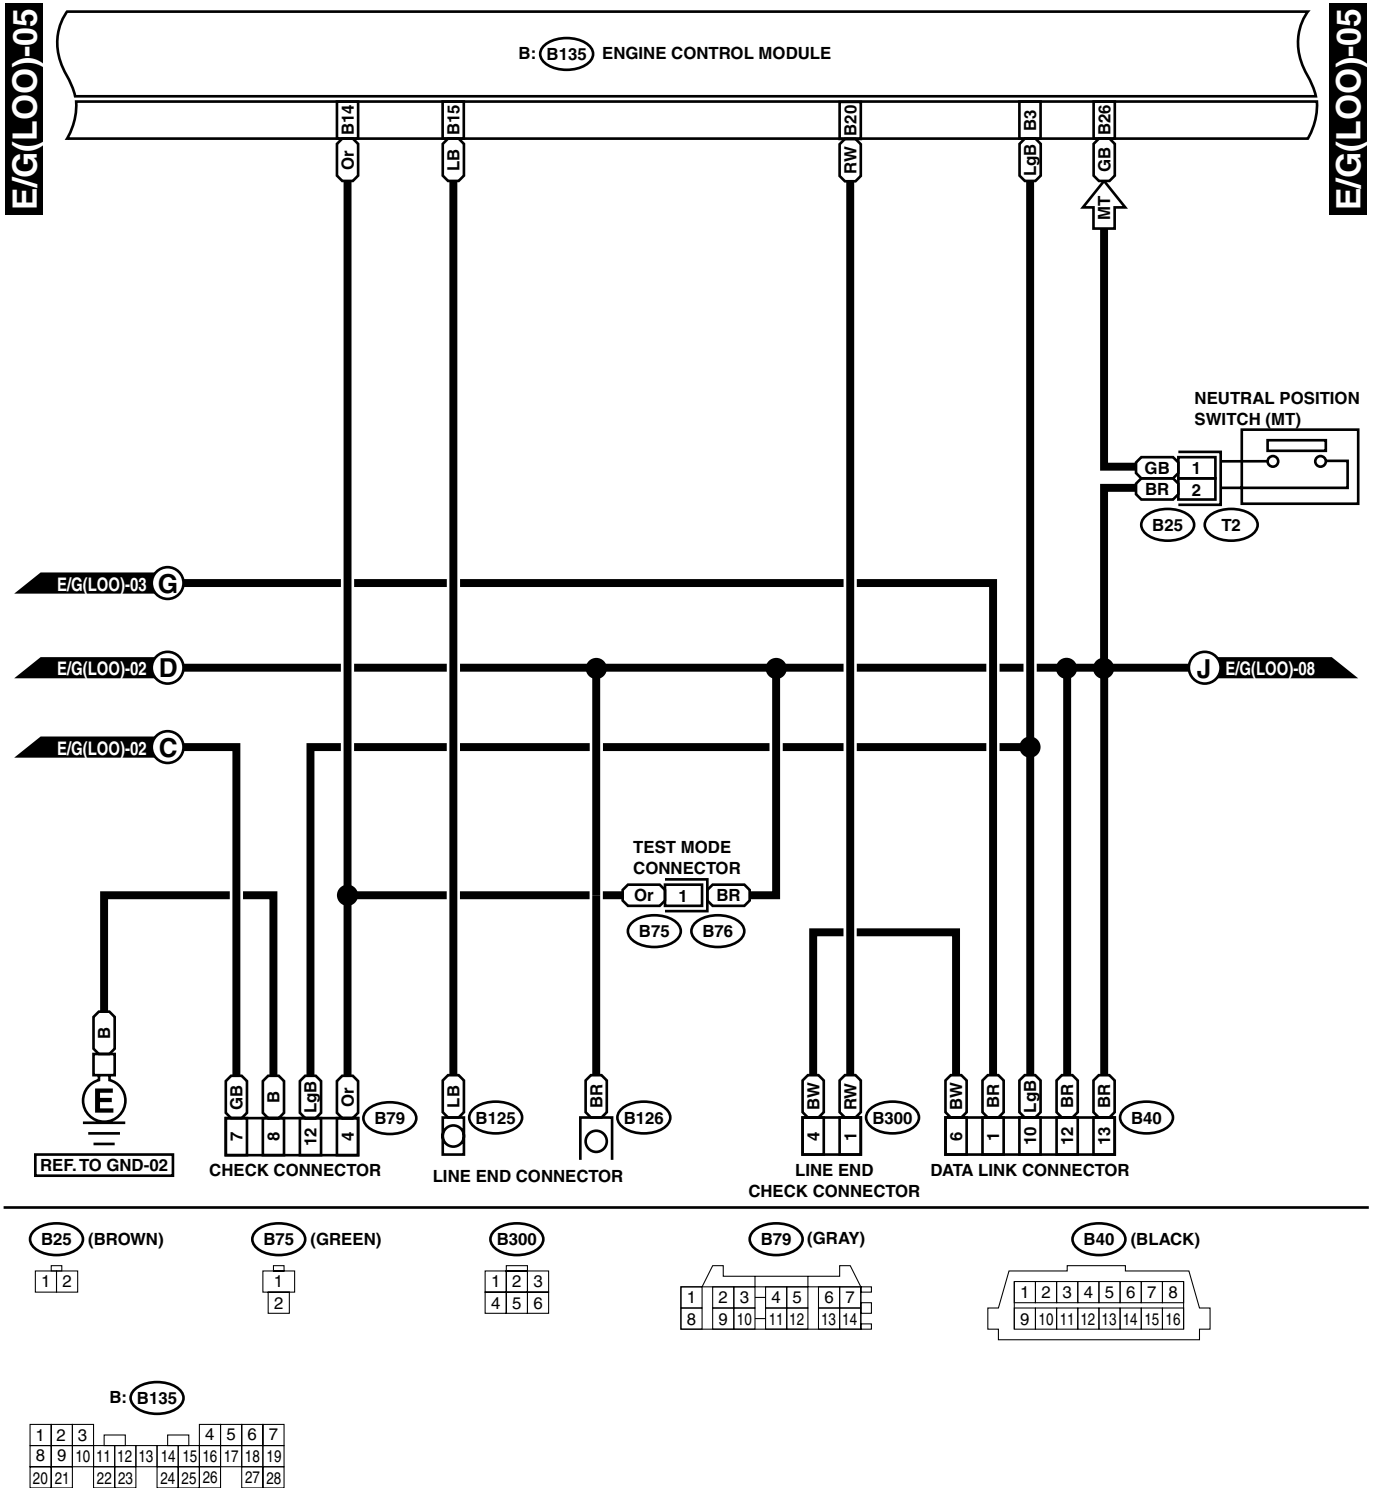 E/G(LOO)-05
E/G(LOO)-05
B: B135 ENGINE CONTROL MODULE
B14 B15 B20 B3 B26
Or LB RW LgB GB
MT
NEUTRAL POSITION
SWITCH (MT)
GB 1
BR 2
B25 T2
E/G(LOO)-03 G
E/G(LOO)-02 D
J E/G(LOO)-08
E/G(LOO)-02 C
TEST MODE
CONNECTOR
Or 1 BR
B75 B76
B
E
REF. TO GND-02
GB B LgB Or
7 8 12 4
B79
CHECK CONNECTOR
LB
B125
BR
B126
LINE END CONNECTOR
BW RW
4 1
B300
LINE END
CHECK CONNECTOR
BW BR LgB BR BR
6 1 10 12 13
B40
DATA LINK CONNECTOR
B25 (BROWN)
1 2
B75 (GREEN)
1
2
B300
1 2 3
4 5 6
B79 (GRAY)
1 2 3 4 5 6 7
8 9 10 11 12 13 14
B40 (BLACK)
1 2 3 4 5 6 7 8
9 10 11 12 13 14 15 16
B: B135
1 2 3 4 5 6 7
8 9 10 11 12 13 14 15 16 17 18 19
20 21 22 23 24 25 26 27 28